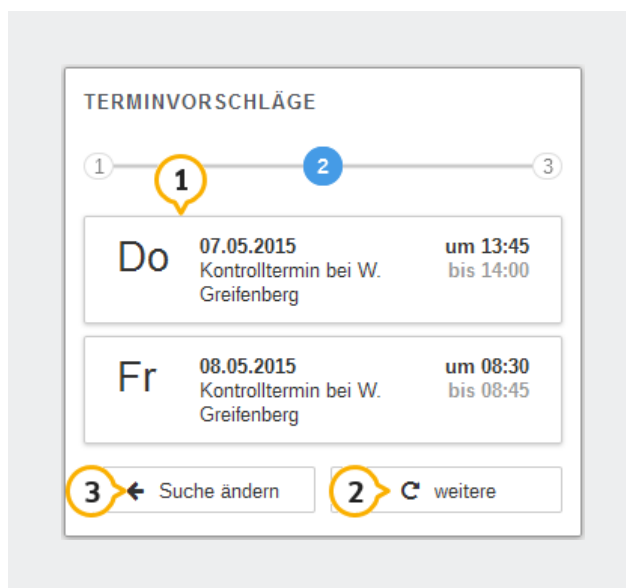 TERMINVORSCHLÄGE
1 2 3
1
Do 07.05.2015 um 13:45
Kontrolltermin bei W. bis 14:00
Greifenberg
Fr 08.05.2015 um 08:30
Kontrolltermin bei W. bis 08:45
Greifenberg
3 Suche ändern 2 weitere